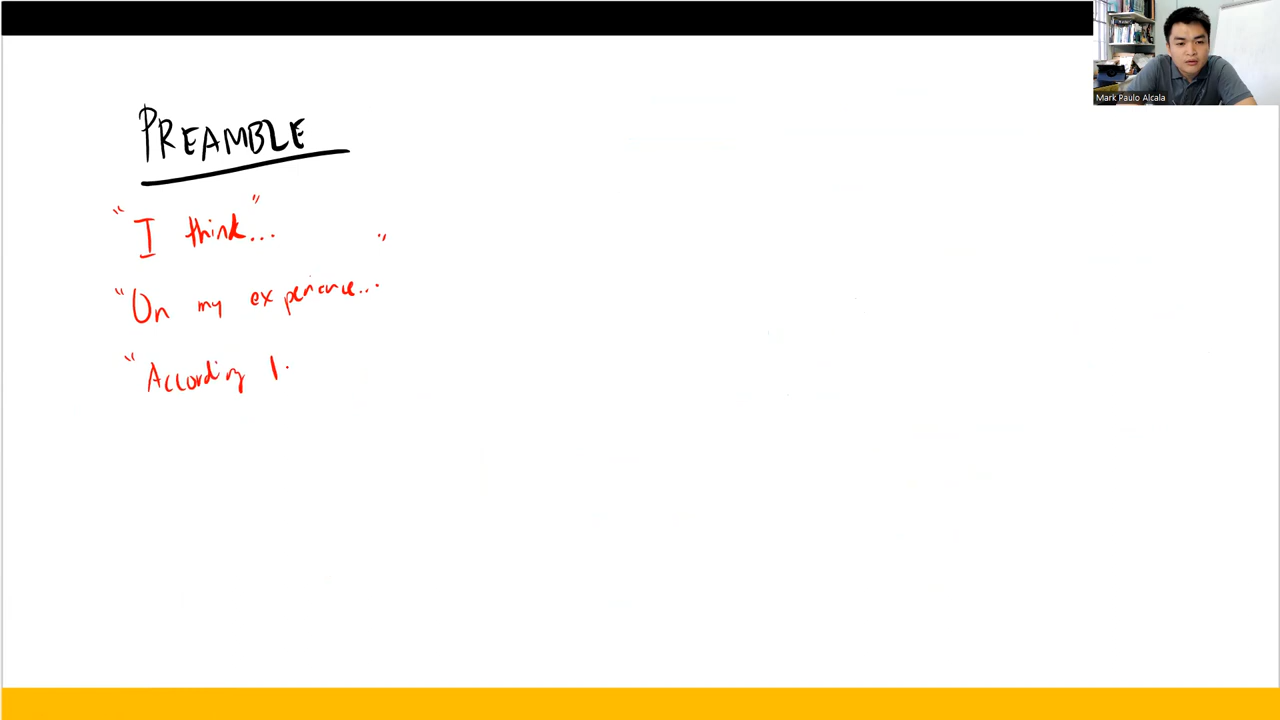 Mark Paulo Alcala
PREAMBLE
"I think..."
"On my experience..."
"According